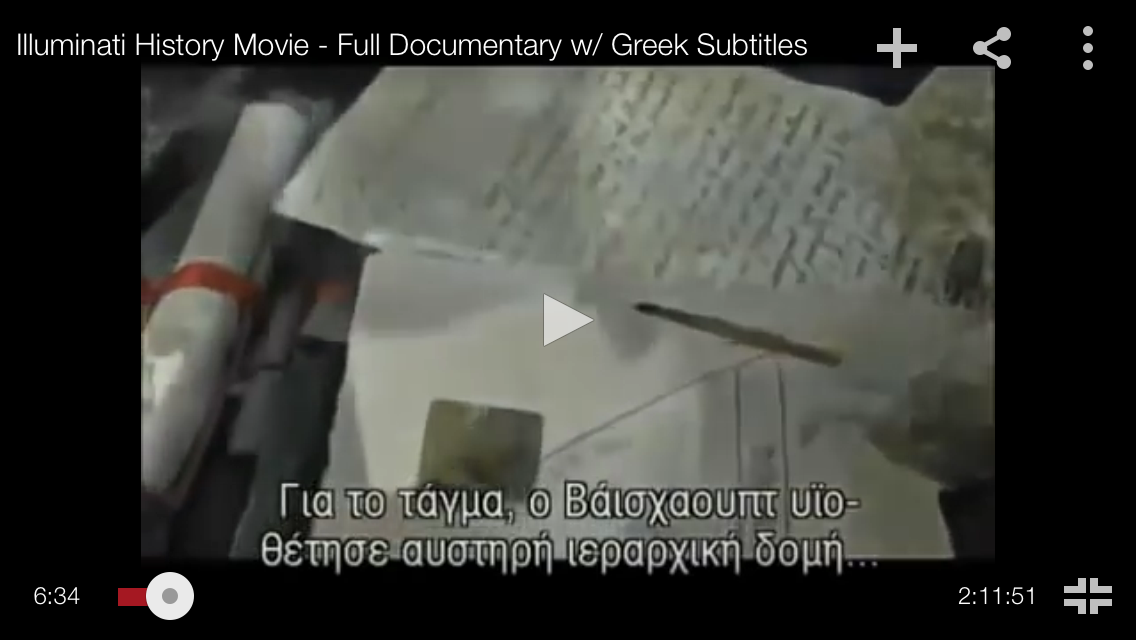 Illuminati History Movie - Full Documentary w/ Greek Subtitles
Για το τάγμα, ο Βάισχαουπτ υϊο-
θέτησε αυστηρή ιεραρχική δομή...
6:34
2:11:51